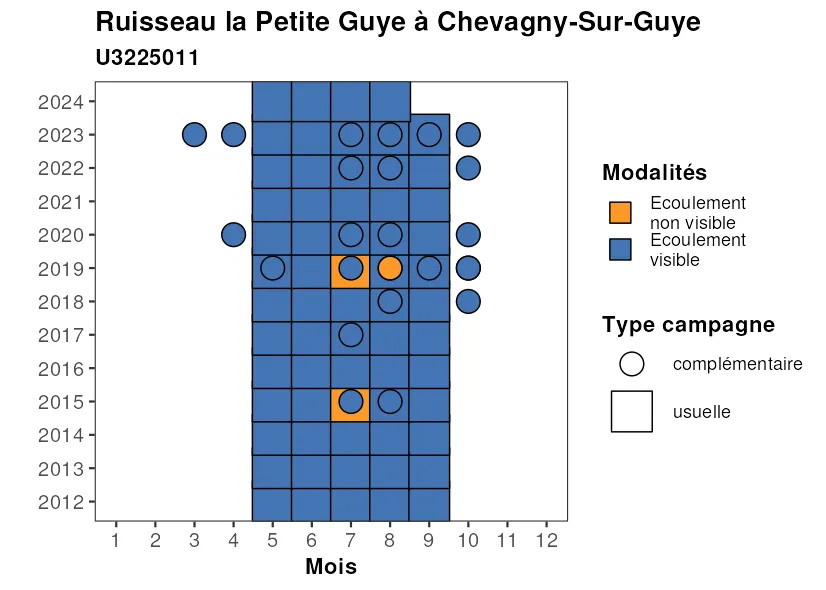 Ruisseau la Petite Guye à Chevagny-Sur-Guye
U3225011
2024
2023
2022
2021
2020
2019
2018
2017
2016
2015
2014
2013
2012
1 2 3 4 5 6 7 8 9 10 11 12
Mois
Modalités
Ecoulement
non visible
Ecoulement
visible
Type campagne
complémentaire
usuelle